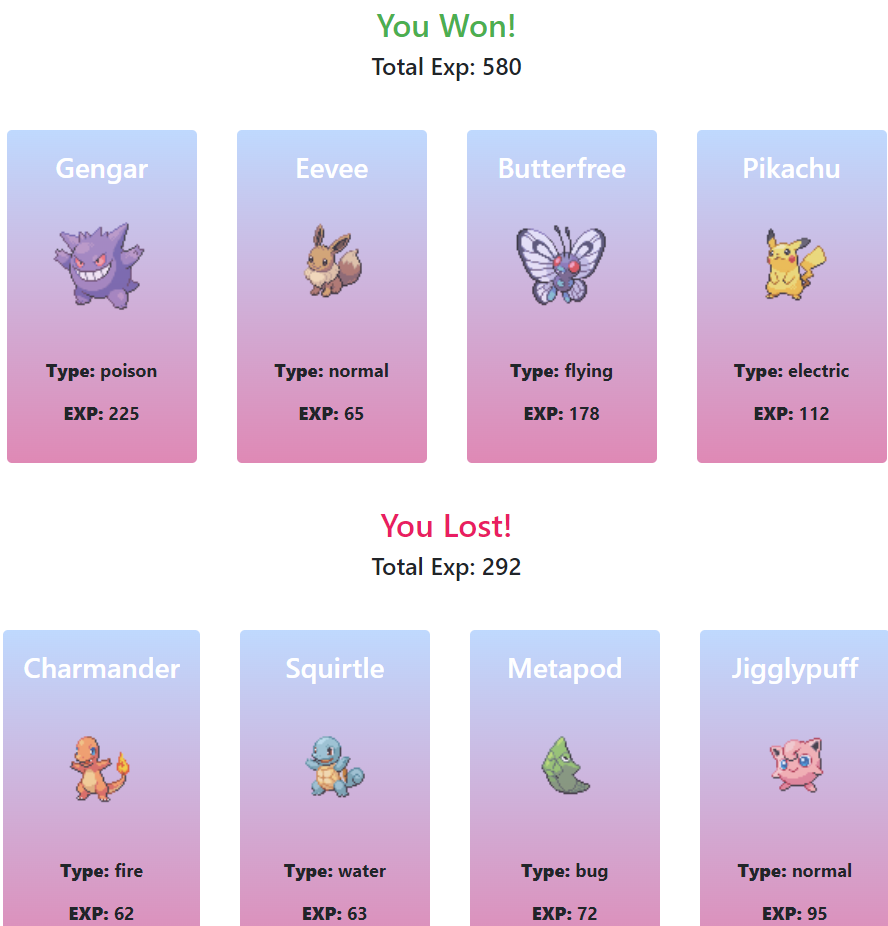 You Won!
Total Exp: 580
Gengar Eevee Butterfree Pikachu
Type: poison Type: normal Type: flying Type: electric
EXP: 225 EXP: 65 EXP: 178 EXP: 112
You Lost!
Total Exp: 292
Charmander Squirtle Metapod Jigglypuff
Type: fire Type: water Type: bug Type: normal
EXP: 62 EXP: 63 EXP: 72 EXP: 95